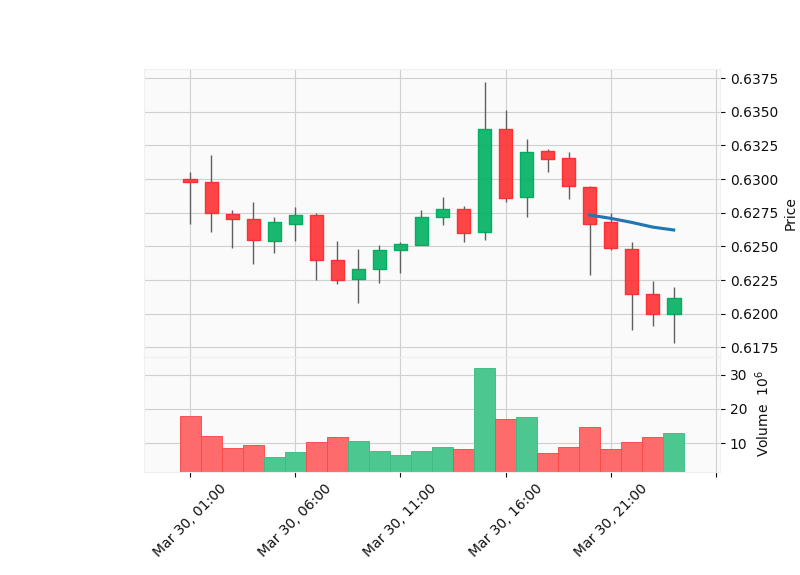 0.6375
0.6350
0.6325
0.6300
0.6275
0.6250
0.6225
0.6200
0.6175
Price
30
20
10
Volume 10^6
Mar 30, 01:00
Mar 30, 06:00
Mar 30, 11:00
Mar 30, 16:00
Mar 30, 21:00